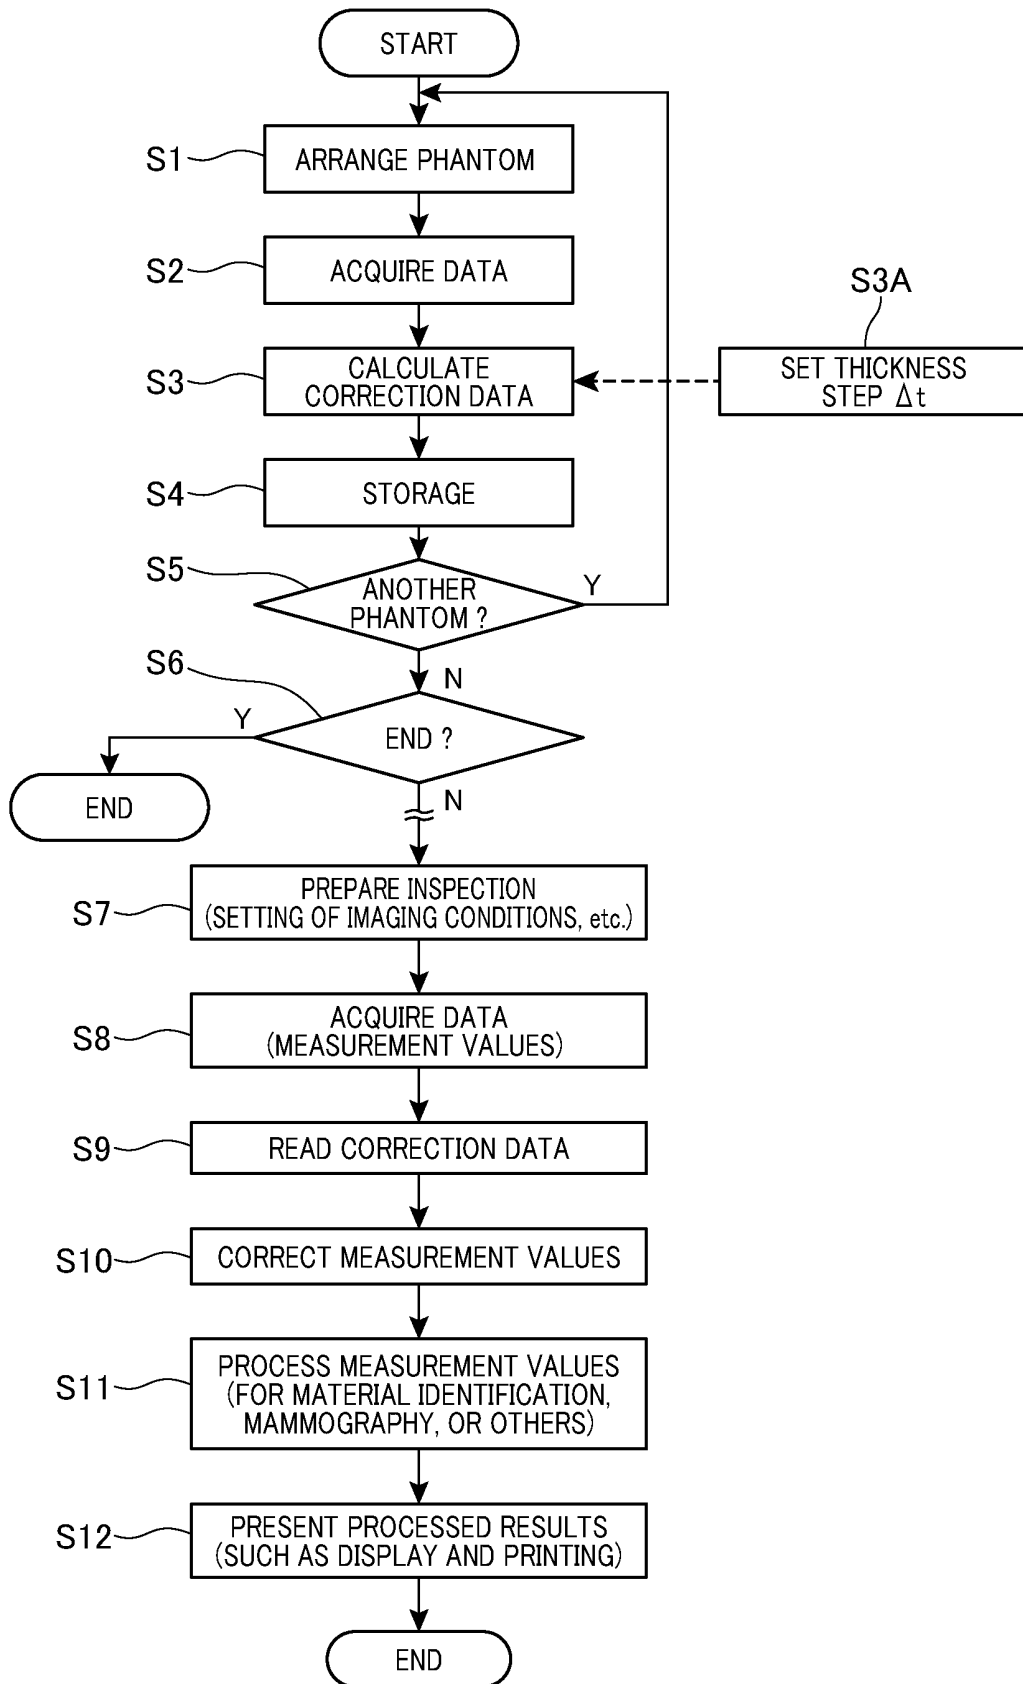 START
S1
ARRANGE PHANTOM
S2
ACQUIRE DATA
S3A
S3
CALCULATE
CORRECTION DATA
SET THICKNESS
STEP Δt
S4
STORAGE
S5
ANOTHER
PHANTOM ?
Y
S6
N
Y
END ?
END
N
S7
PREPARE INSPECTION
(SETTING OF IMAGING CONDITIONS, etc.)
S8
ACQUIRE DATA
(MEASUREMENT VALUES)
S9
READ CORRECTION DATA
S10
CORRECT MEASUREMENT VALUES
S11
PROCESS MEASUREMENT VALUES
(FOR MATERIAL IDENTIFICATION,
MAMMOGRAPHY, OR OTHERS)
S12
PRESENT PROCESSED RESULTS
(SUCH AS DISPLAY AND PRINTING)
END